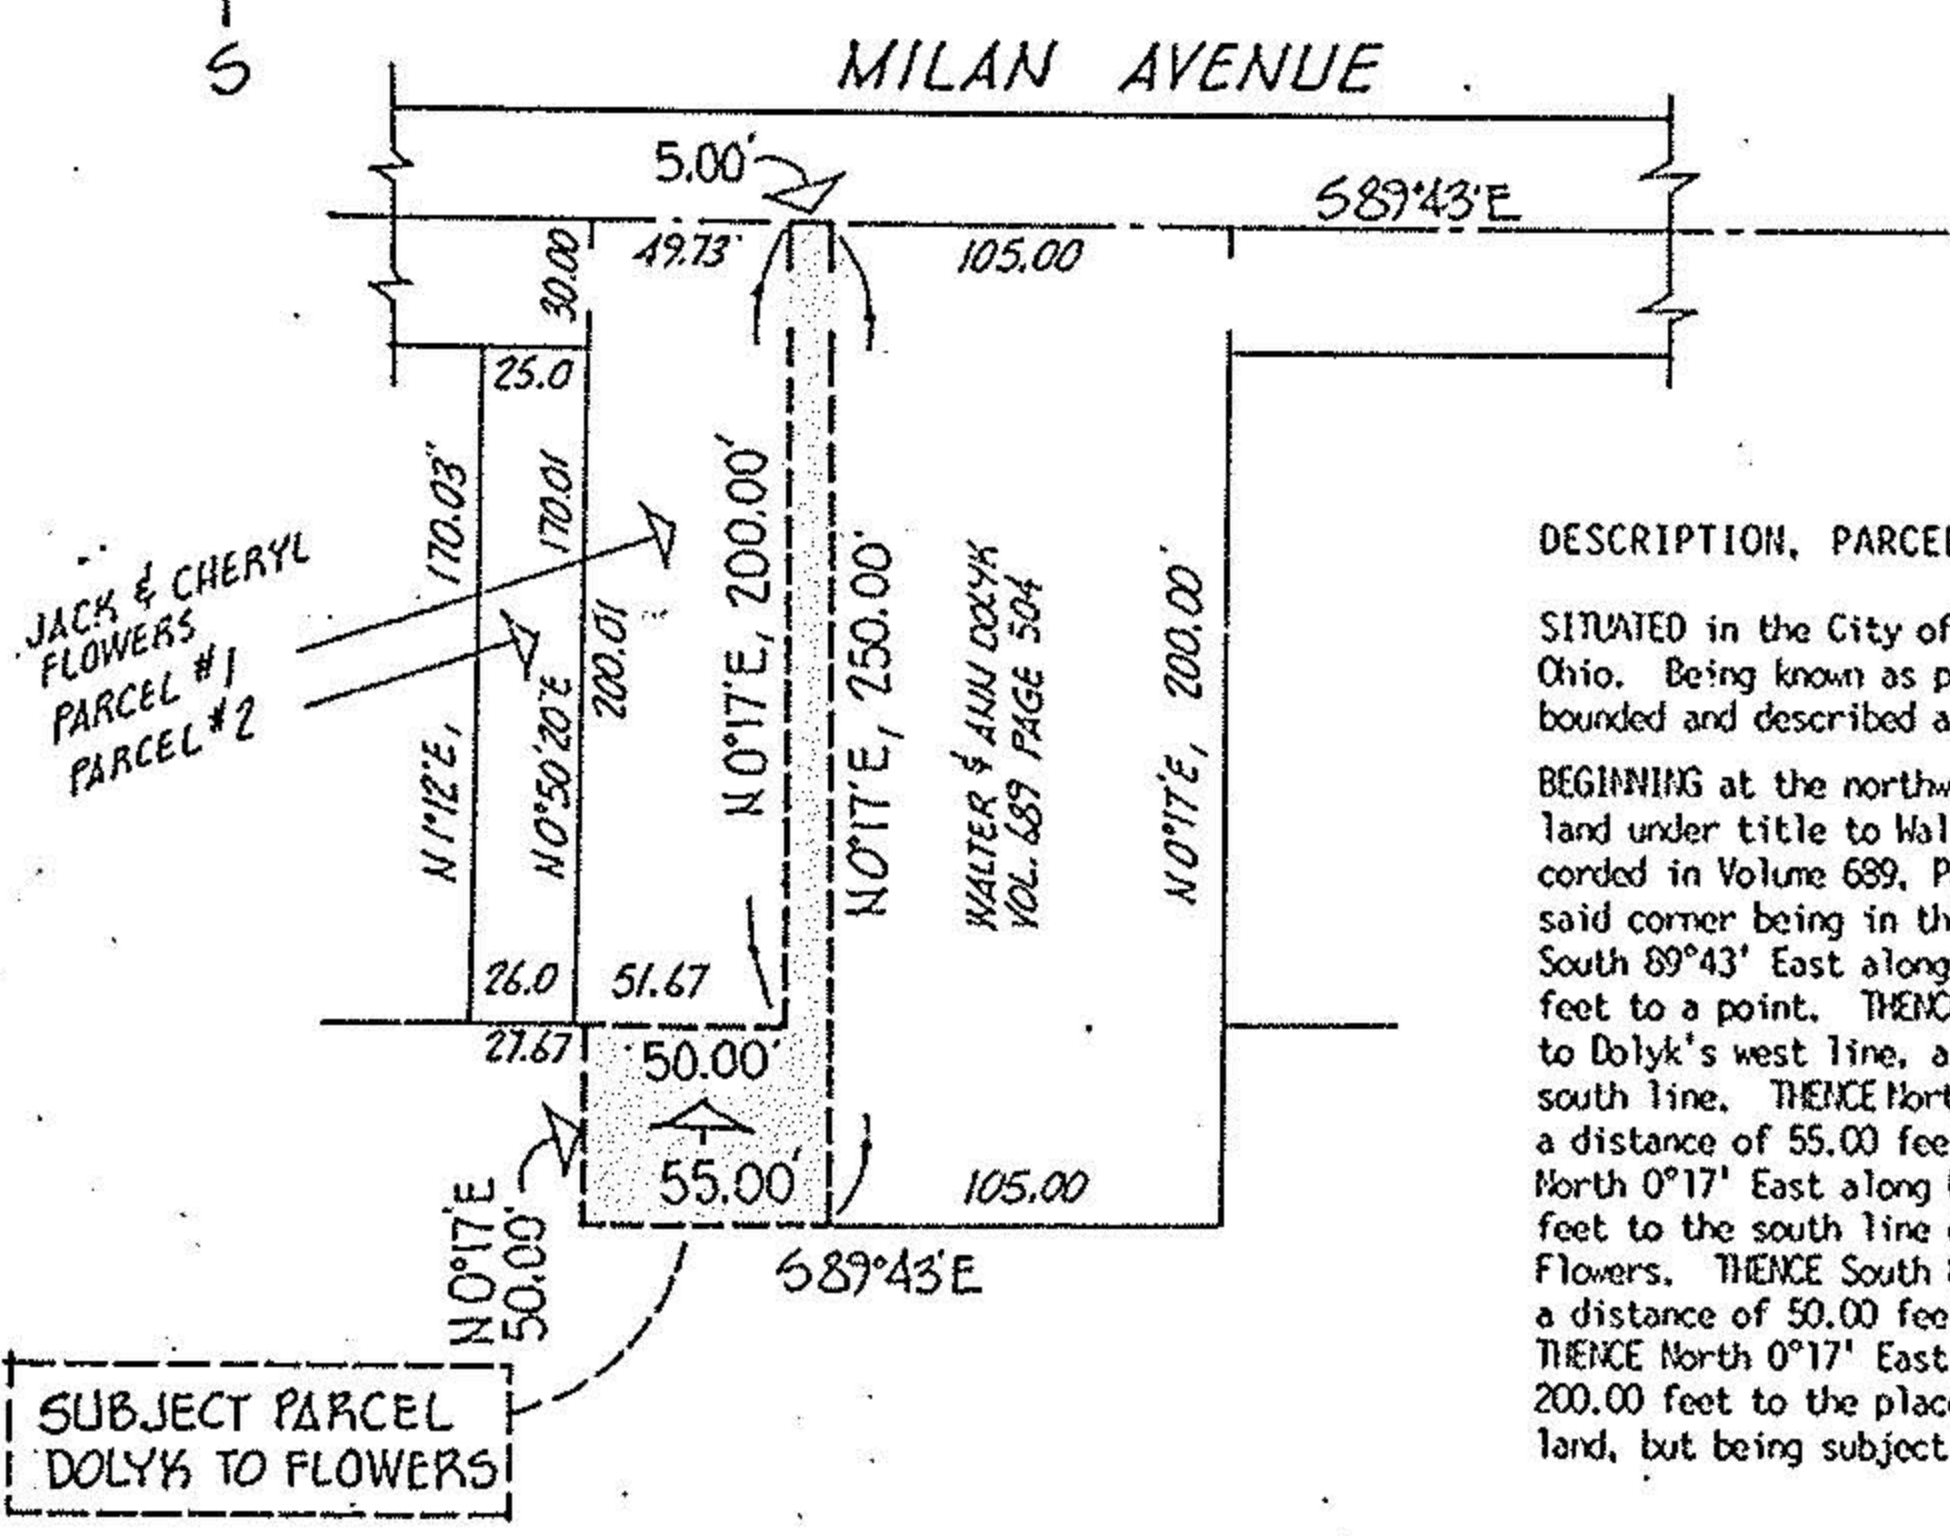 S
MILAN AVENUE
5.00'
S89°43'E
30.00
49.73'
105.00
25.0
170.03"
170.01
N0°17'E, 200.00'
N0°17'E, 250.00'
WALTER & ANN DOLYK
VOL. 689 PAGE 504
N0°17'E, 200.00'
JACK & CHERYL
FLOWERS
PARCEL #1
PARCEL #2
N1°12'E,
N0°50'20"E
200.01
26.0
51.67
27.67
50.00'
55.00'
105.00
N0°17'E
50.00'
S89°43'E
SUBJECT PARCEL
DOLYK TO FLOWERS
DESCRIPTION, PARCEL
SITUATED in the City of
Ohio. Being known as p
bounded and described a
BEGINNING at the northw
land under title to Wal
corded in Volume 689, P
said corner being in th
South 89°43' East along
feet to a point. THENC
to Dolyk's west line, a
south line. THENCE Nort
a distance of 55.00 fee
North 0°17' East along
feet to the south line
Flowers. THENCE South
a distance of 50.00 fee
THENCE North 0°17' East
200.00 feet to the place
land, but being subject